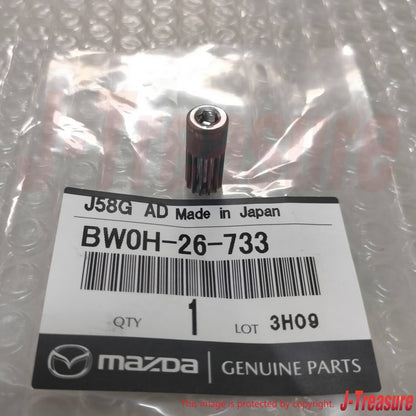 J-Treasure
J58G AD Made in Japan
BW0H-26-733
QTY 1 LOT 3H09
mazda GENUINE PARTS
This image is protected by copyright.
J-Treasure